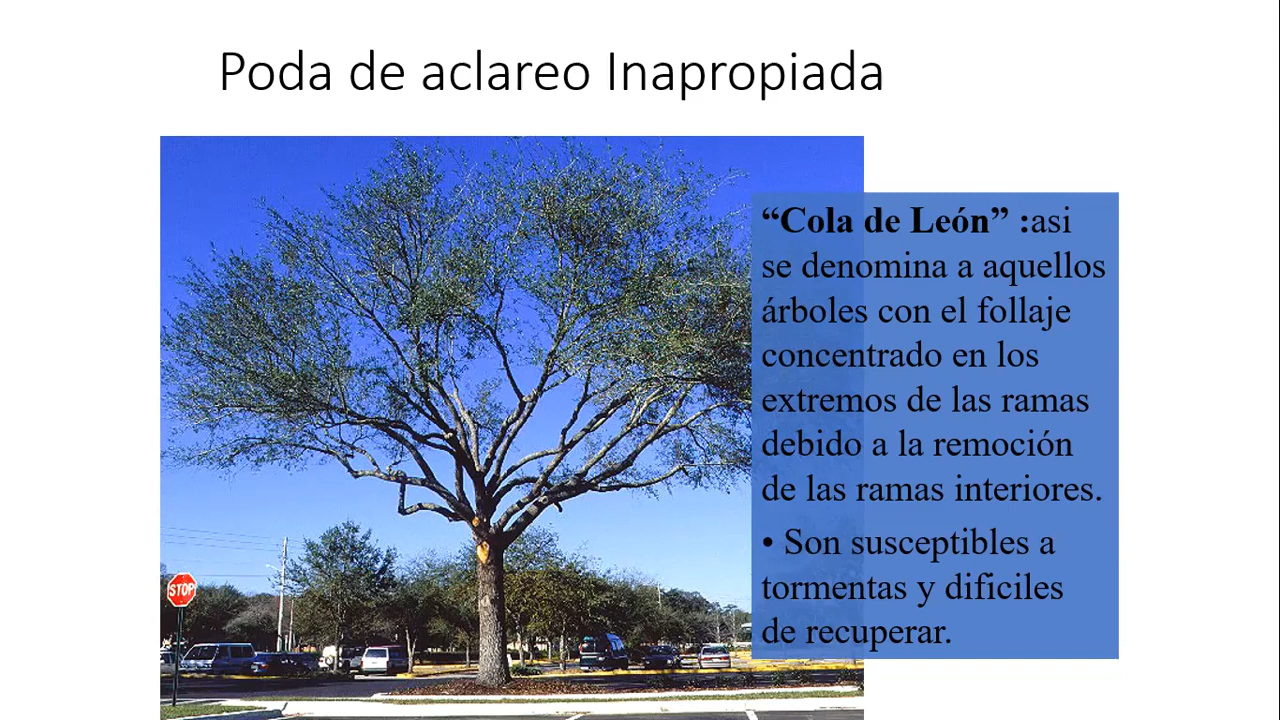 Poda de aclareo Inapropiada
“Cola de León” :asi
se denomina a aquellos
árboles con el follaje
concentrado en los
extremos de las ramas
debido a la remoción
de las ramas interiores.
• Son susceptibles a
tormentas y dificiles
de recuperar.
STOP